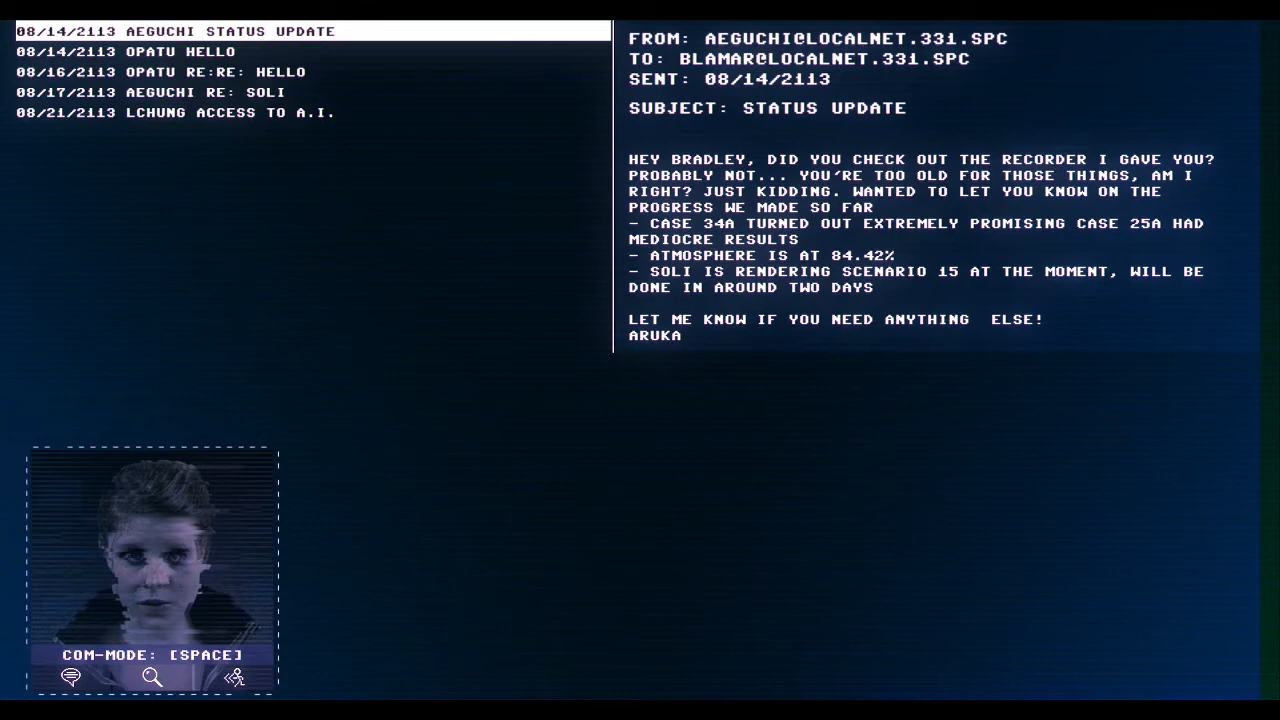 08/14/2113 AEGUCHI STATUS UPDATE
08/14/2113 OPATU HELLO
08/16/2113 OPATU RE:RE: HELLO
08/17/2113 AEGUCHI RE: SOLI
08/21/2113 LCHUNG ACCESS TO A.I.
FROM: AEGUCHI@LOCALNET.331.SPC
TO: BLAMAR@LOCALNET.331.SPC
SENT: 08/14/2113
SUBJECT: STATUS UPDATE
HEY BRADLEY, DID YOU CHECK OUT THE RECORDER I GAVE YOU?
PROBABLY NOT... YOU'RE TOO OLD FOR THOSE THINGS, AM I
RIGHT? JUST KIDDING. WANTED TO LET YOU KNOW ON THE
PROGRESS WE MADE SO FAR
- CASE 34A TURNED OUT EXTREMELY PROMISING CASE 25A HAD
MEDIOCRE RESULTS
- ATMOSPHERE IS AT 84.42%
- SOLI IS RENDERING SCENARIO 15 AT THE MOMENT, WILL BE
DONE IN AROUND TWO DAYS
LET ME KNOW IF YOU NEED ANYTHING  ELSE!
ARUKA
COM-MODE: [SPACE]